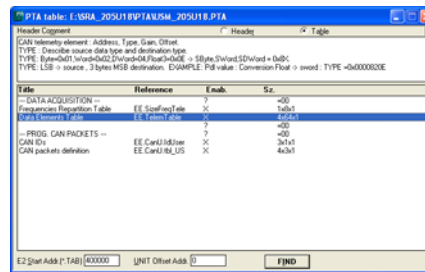 PTA table: E:\SRA_205U1B\PTA\USM_205U1B.PTA
Header Comment Header Table
CAN telemetry element : Address, Type, Gain, Offset.
TYPE : Describe source data type and destination type.
TYPE: Byte=0x01,Word=0x02,DWord=0x04,Float3=0x0E -> SByte,SWord,SDWord = 0x8X.
TYPE: LSB -> source , 3 bytes MSB destination. EXAMPLE: Pdl value : Conversion Float -> sword : TYPE =0x0000820E
Title Reference Enab. Sz.
-- DATA ACQUISITION -- ? =00
Frequencies Repartition Table EE.SizeFreqTele X 1x8x1
Data Elements Table EE.TelemTable X 4x64x1
? =00
-- PROG. CAN PACKETS -- ? =00
CAN IDs EE.CanU.IdUser X 3x1x1
CAN packets definition EE.CanU.tbl_US X 4x3x1
E2 Start Addr.(*.TAB) 400000 UNIT Offset Addr. 0 FIND